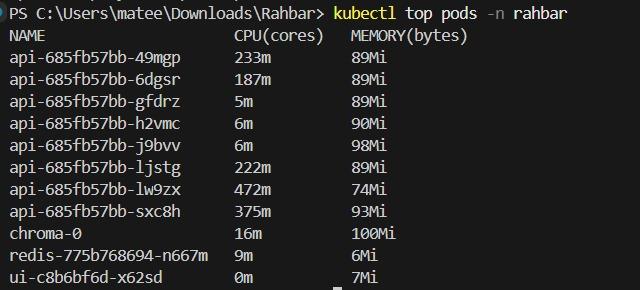 PS C:\Users\matee\Downloads\Rahbar> kubectl top pods -n rahbar
NAME CPU(cores) MEMORY(bytes)
api-685fb57bb-49mgp 233m 89Mi
api-685fb57bb-6dgsr 187m 89Mi
api-685fb57bb-gfdrz 5m 89Mi
api-685fb57bb-h2vmc 6m 90Mi
api-685fb57bb-j9bvv 6m 98Mi
api-685fb57bb-ljstg 222m 89Mi
api-685fb57bb-lw9zx 472m 74Mi
api-685fb57bb-sxc8h 375m 93Mi
chroma-0 16m 100Mi
redis-775b768694-n667m 9m 6Mi
ui-c8b6bf6d-x62sd 0m 7Mi